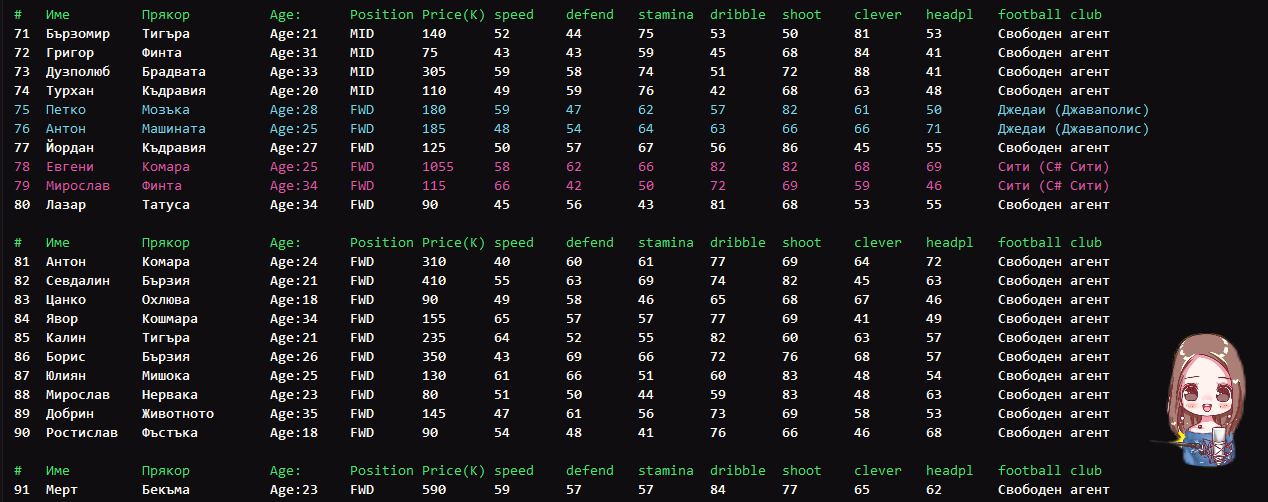 # Име Прякор Age: Position Price(K) speed defend stamina dribble shoot clever headpl football club
71 Бързомир Тигъра Age:21 MID 140 52 44 75 53 50 81 53 Свободен агент
72 Григор Финта Age:31 MID 75 43 43 59 45 68 84 41 Свободен агент
73 Дузполюб Брадвата Age:33 MID 305 59 58 74 51 72 88 41 Свободен агент
74 Турхан Къдравия Age:20 MID 110 49 59 76 42 68 63 48 Свободен агент
75 Петко Мозъка Age:28 FWD 180 59 47 62 57 82 61 50 Джедаи (Джаваполис)
76 Антон Машината Age:25 FWD 185 48 54 64 63 66 66 71 Джедаи (Джаваполис)
77 Йордан Къдравия Age:27 FWD 125 50 57 67 56 86 45 55 Свободен агент
78 Евгени Комара Age:25 FWD 1055 58 62 66 82 82 68 69 Сити (C# Сити)
79 Мирослав Финта Age:34 FWD 115 66 42 50 72 69 59 46 Сити (C# Сити)
80 Лазар Татуса Age:34 FWD 90 45 56 43 81 68 53 55 Свободен агент
# Име Прякор Age: Position Price(K) speed defend stamina dribble shoot clever headpl football club
81 Антон Комара Age:24 FWD 310 40 60 61 77 69 64 72 Свободен агент
82 Севдалин Бързия Age:21 FWD 410 55 63 69 74 82 45 63 Свободен агент
83 Цанко Охлюва Age:18 FWD 90 49 58 46 65 68 67 46 Свободен агент
84 Явор Кошмара Age:34 FWD 155 65 57 57 77 69 41 49 Свободен агент
85 Калин Тигъра Age:21 FWD 235 64 52 55 82 60 63 57 Свободен агент
86 Борис Бързия Age:26 FWD 350 43 69 66 72 76 68 57 Свободен агент
87 Юлиян Мишока Age:25 FWD 130 61 66 51 60 83 48 54 Свободен агент
88 Мирослав Нервака Age:23 FWD 80 51 50 44 59 83 48 63 Свободен агент
89 Добрин Животното Age:35 FWD 145 47 61 56 73 69 58 53 Свободен агент
90 Ростислав Фъстъка Age:18 FWD 90 54 48 41 76 66 46 68 Свободен агент
# Име Прякор Age: Position Price(K) speed defend stamina dribble shoot clever headpl football club
91 Мерт Бекъма Age:23 FWD 590 59 57 57 84 77 65 62 Свободен агент